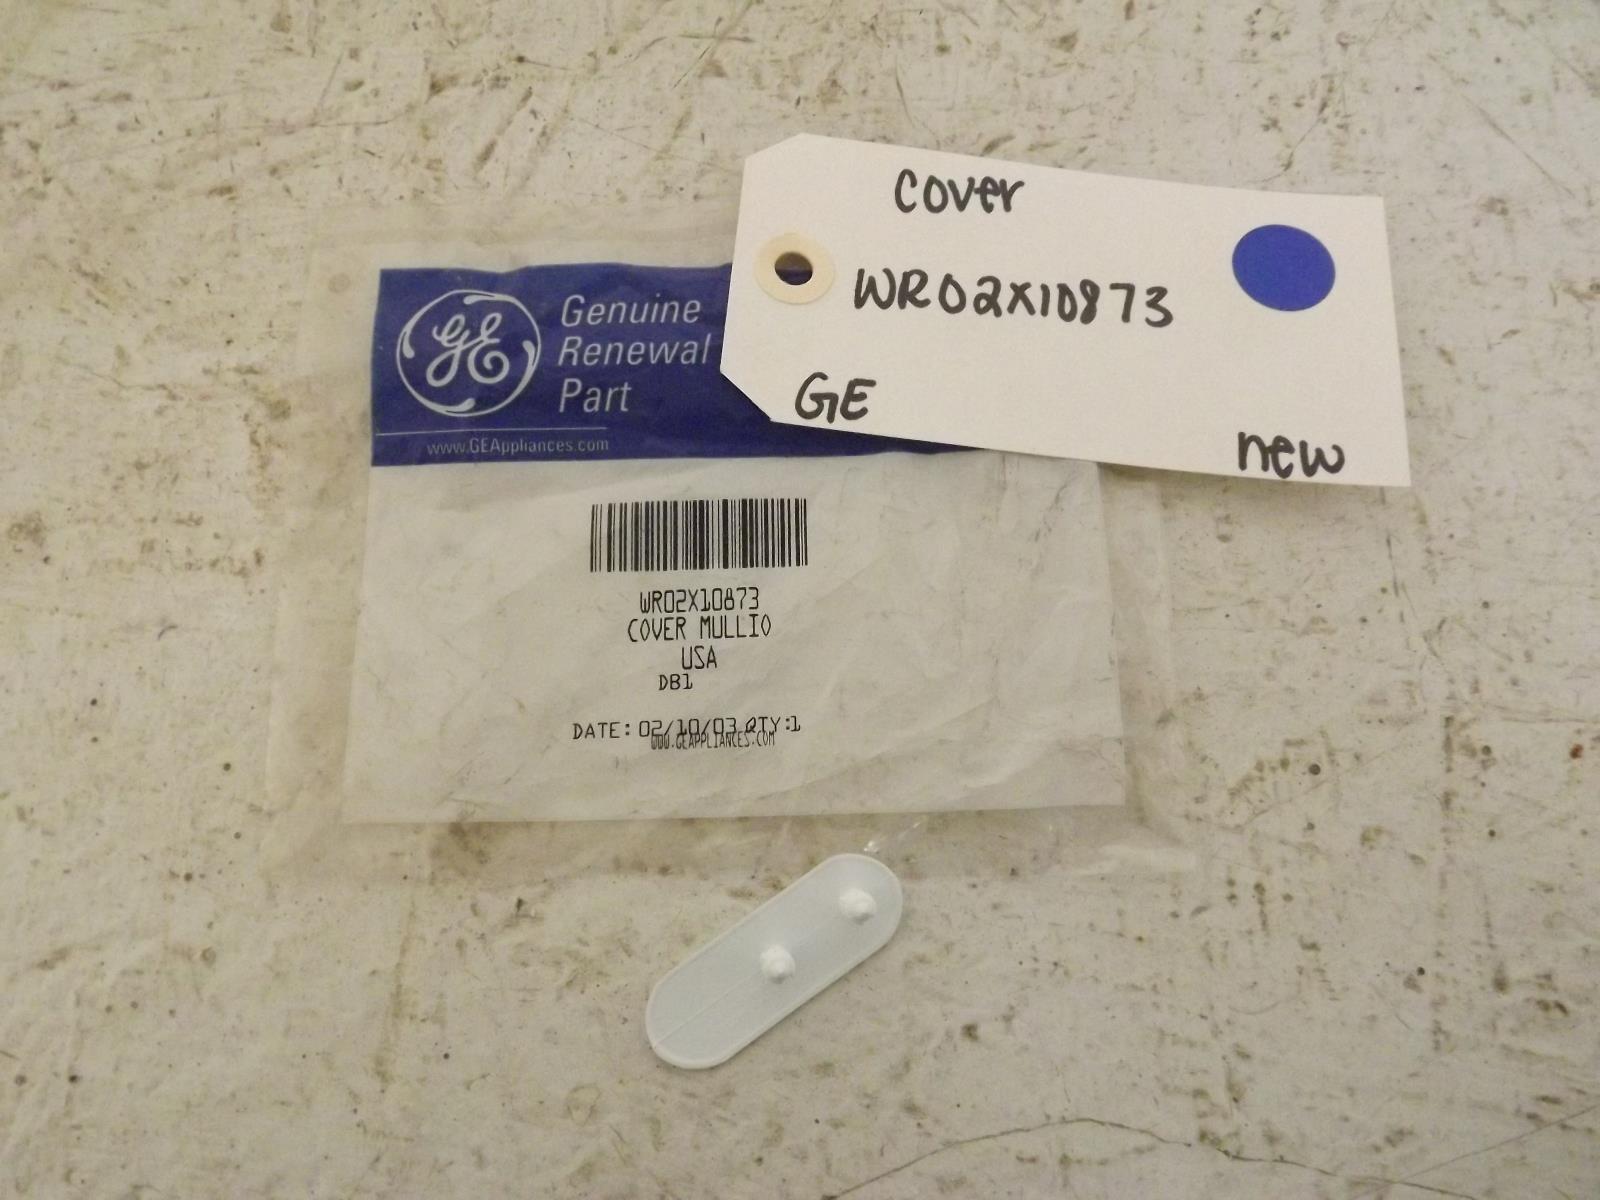 cover
WR02X10873
GE
new
GE
Genuine
Renewal
Part
www.GEAppliances.com
WR02X10873
COVER MULLIO
USA
DB1
DATE: 02/10/03 QTY:1
WWW.GEAPPLIANCES.COM